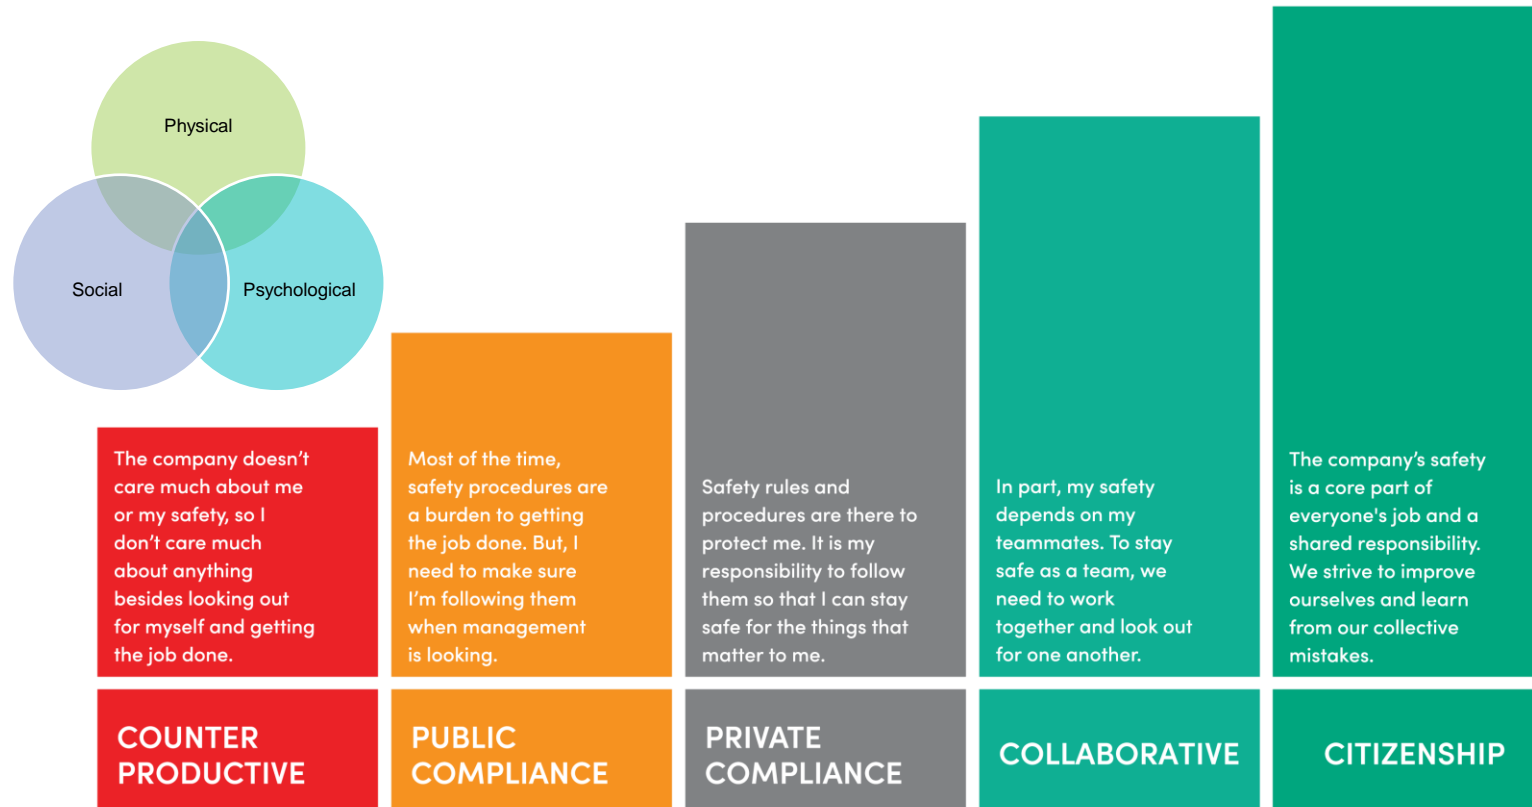 Physical
Social
Psychological
The company doesn’t
care much about me
or my safety, so I
don’t care much
about anything
besides looking out
for myself and getting
the job done.
COUNTER
PRODUCTIVE
Most of the time,
safety procedures are
a burden to getting
the job done. But, I
need to make sure
I’m following them
when management
is looking.
PUBLIC
COMPLIANCE
Safety rules and
procedures are there to
protect me. It is my
responsibility to follow
them so that I can stay
safe for the things that
matter to me.
PRIVATE
COMPLIANCE
In part, my safety
depends on my
teammates. To stay
safe as a team, we
need to work
together and look out
for one another.
COLLABORATIVE
The company’s safety
is a core part of
everyone's job and a
shared responsibility.
We strive to improve
ourselves and learn
from our collective
mistakes.
CITIZENSHIP